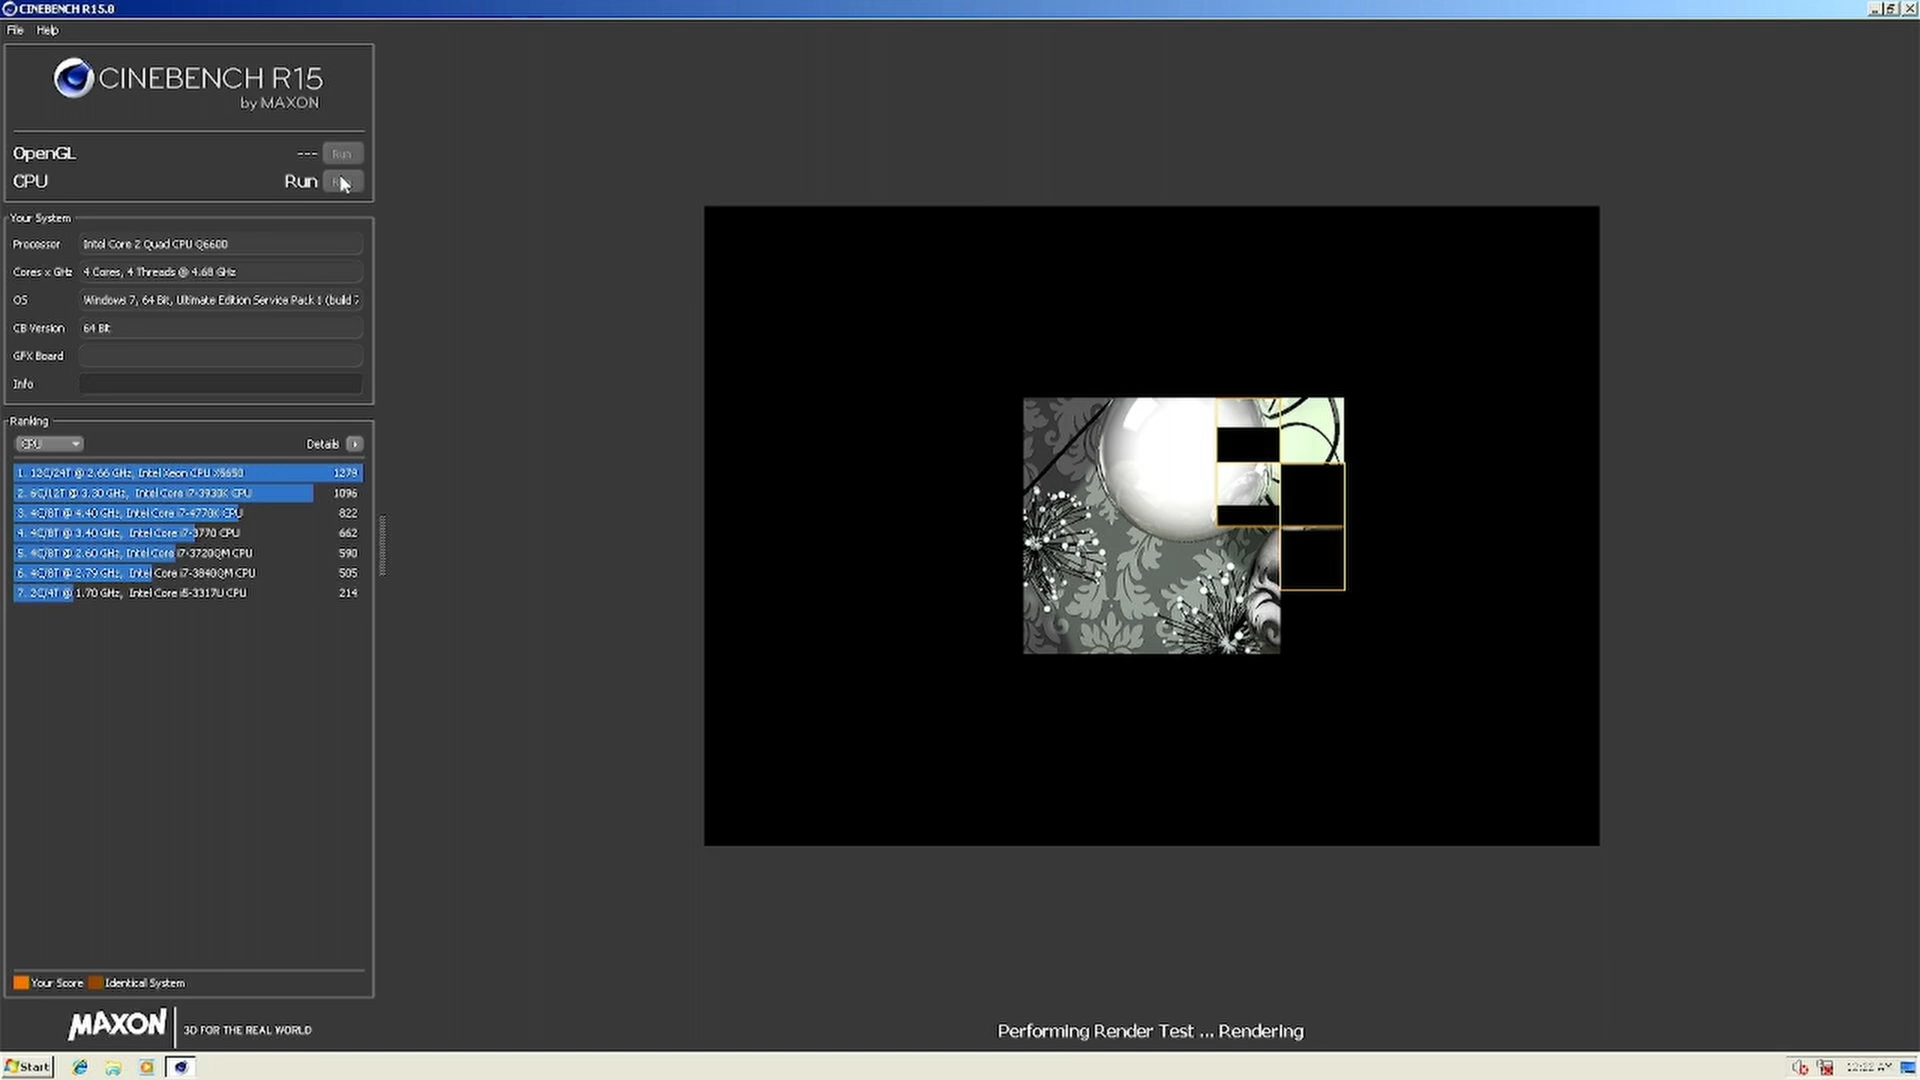 CINEBENCH R15.0
File Help
CINEBENCH R15
by MAXON
OpenGL --- Run
CPU Run
Your System
Processor Intel Core 2 Quad CPU Q6600
Cores x GHz 4 Cores, 4 Threads @ 4.68 GHz
OS Windows 7, 64 Bit, Ultimate Edition Service Pack 1 (build 7
CB Version 64 Bit
GFX Board
Info
Ranking
CPU Details
1. 12C/24T @ 2.66 GHz, Intel Xeon CPU X5650 1279
2. 6C/12T @ 3.30 GHz, Intel Core i7-3930K CPU 1096
3. 4C/8T @ 4.40 GHz, Intel Core i7-4770K CPU 822
4. 4C/8T @ 3.40 GHz, Intel Core i7-3770 CPU 662
5. 4C/8T @ 2.60 GHz, Intel Core i7-3720QM CPU 590
6. 4C/8T @ 2.79 GHz, Intel Core i7-3840QM CPU 505
7. 2C/4T @ 1.70 GHz, Intel Core i5-3317U CPU 214
Your Score Identical System
MAXON 3D FOR THE REAL WORLD
Performing Render Test ... Rendering
Start